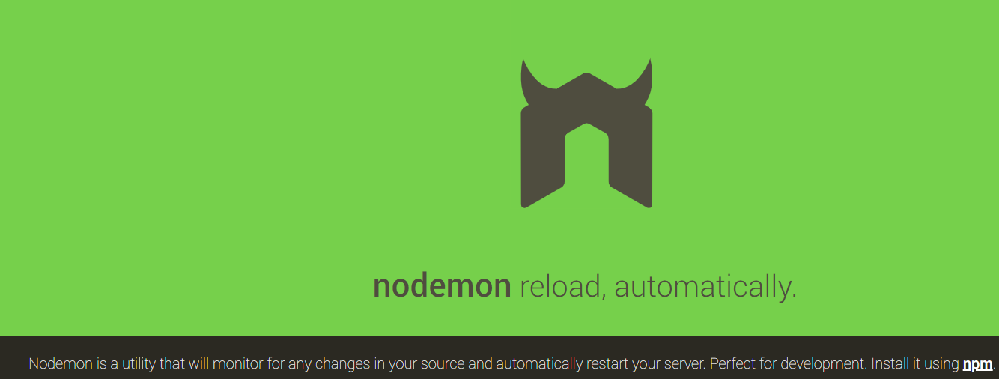 nodemon reload, automatically.
Nodemon is a utility that will monitor for any changes in your source and automatically restart your server. Perfect for development. Install it using npm.